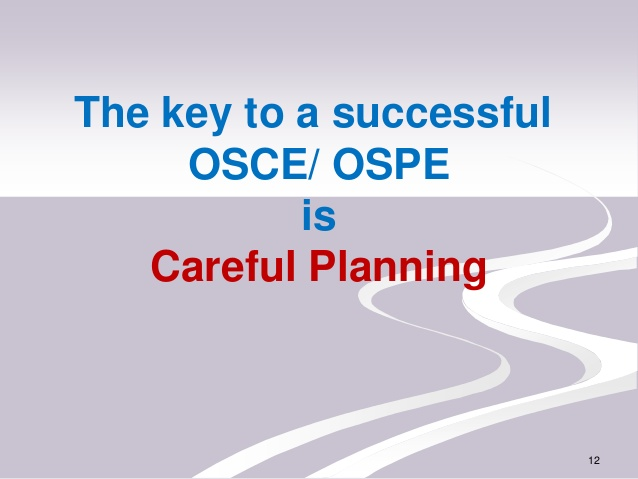 The key to a successful
OSCE/ OSPE
is
Careful Planning
12